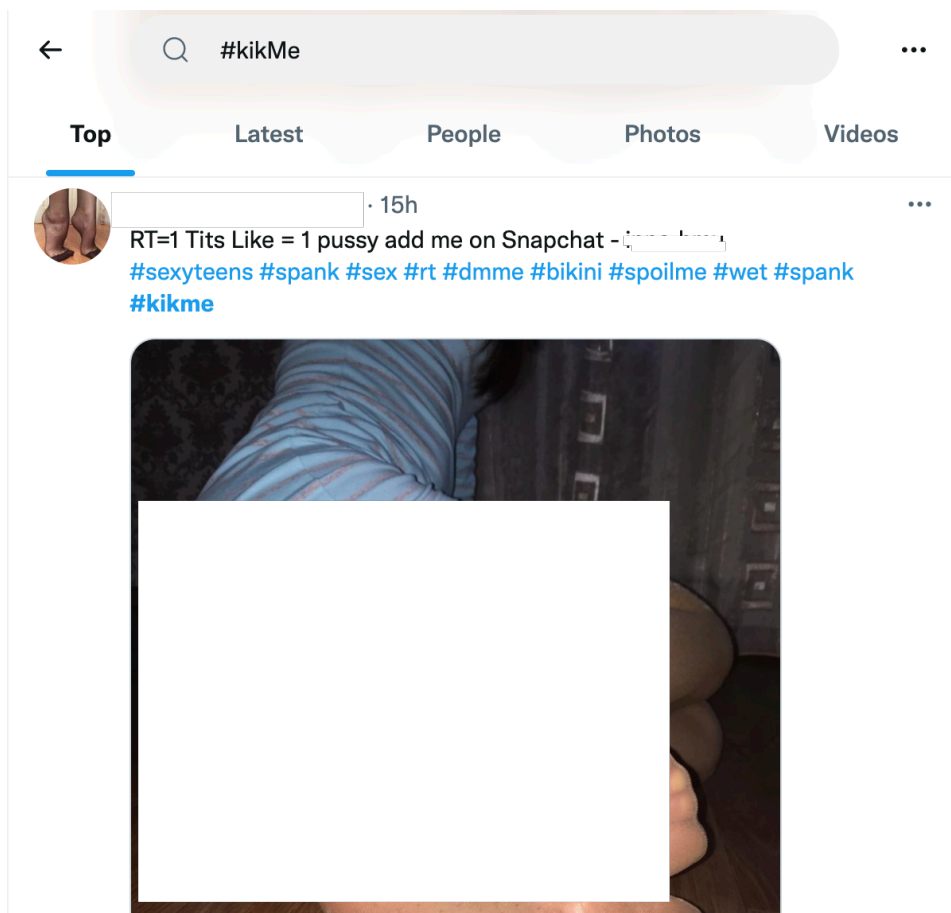 #kikMe
Top Latest People Photos Videos
· 15h
RT=1 Tits Like = 1 pussy add me on Snapchat -
#sexyteens #spank #sex #rt #dmme #bikini #spoilme #wet #spank
#kikme